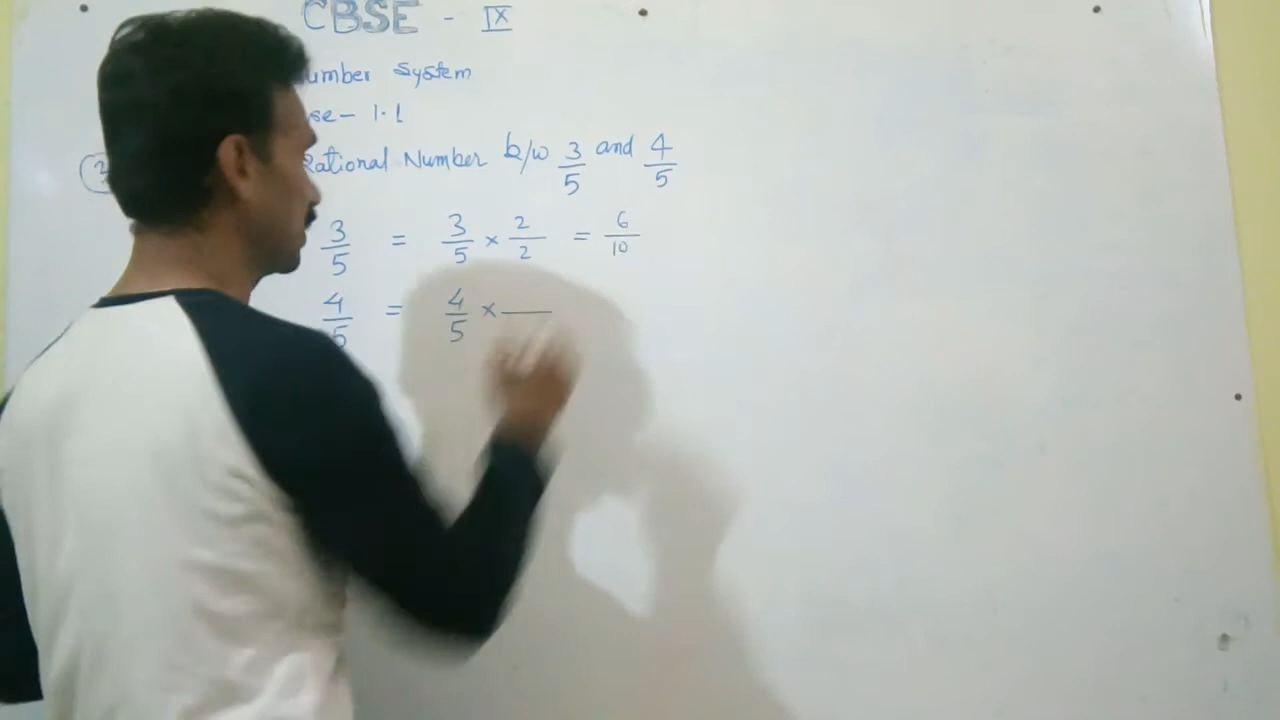 CBSE - IX
umber System
se - 1.1
Rational Number b/w 3/5 and 4/5
3/5 = 3/5 × 2/2 = 6/10
4/5 = 4/5 ×